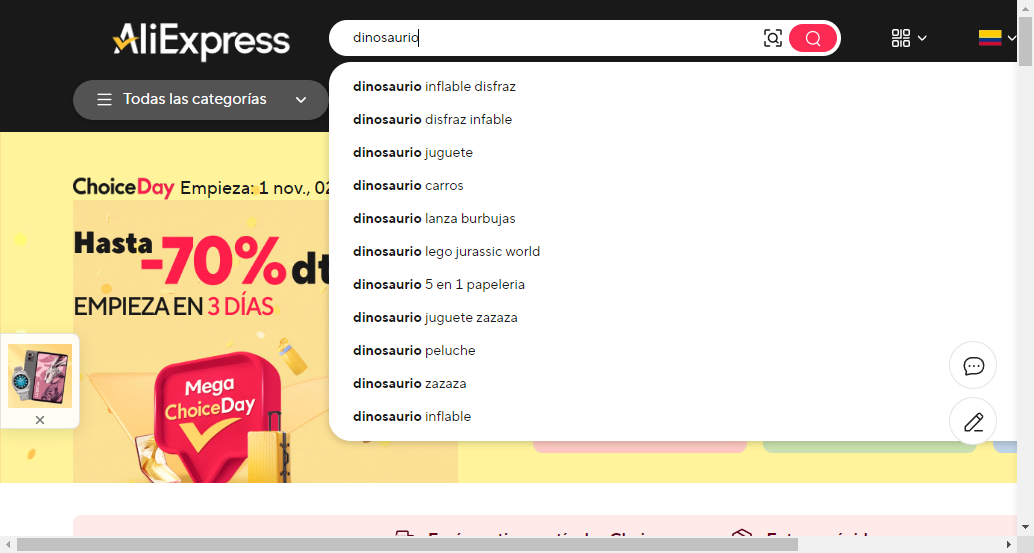 AliExpress
dinosaurio
Todas las categorías
dinosaurio inflable disfraz
dinosaurio disfraz infable
dinosaurio juguete
dinosaurio carros
dinosaurio lanza burbujas
dinosaurio lego jurassic world
dinosaurio 5 en 1 papeleria
dinosaurio juguete zazaza
dinosaurio peluche
dinosaurio zazaza
dinosaurio inflable
ChoiceDay Empieza: 1 nov., 02
Hasta
-70% dt
EMPIEZA EN 3 DÍAS
Mega
ChoiceDay